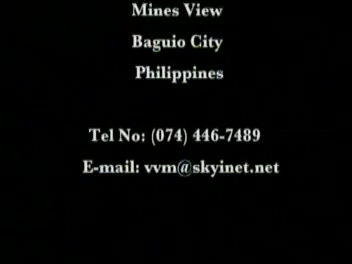 Mines View
Baguio City
Philippines
Tel No: (074) 446-7489
E-mail: vvm@skyinet.net